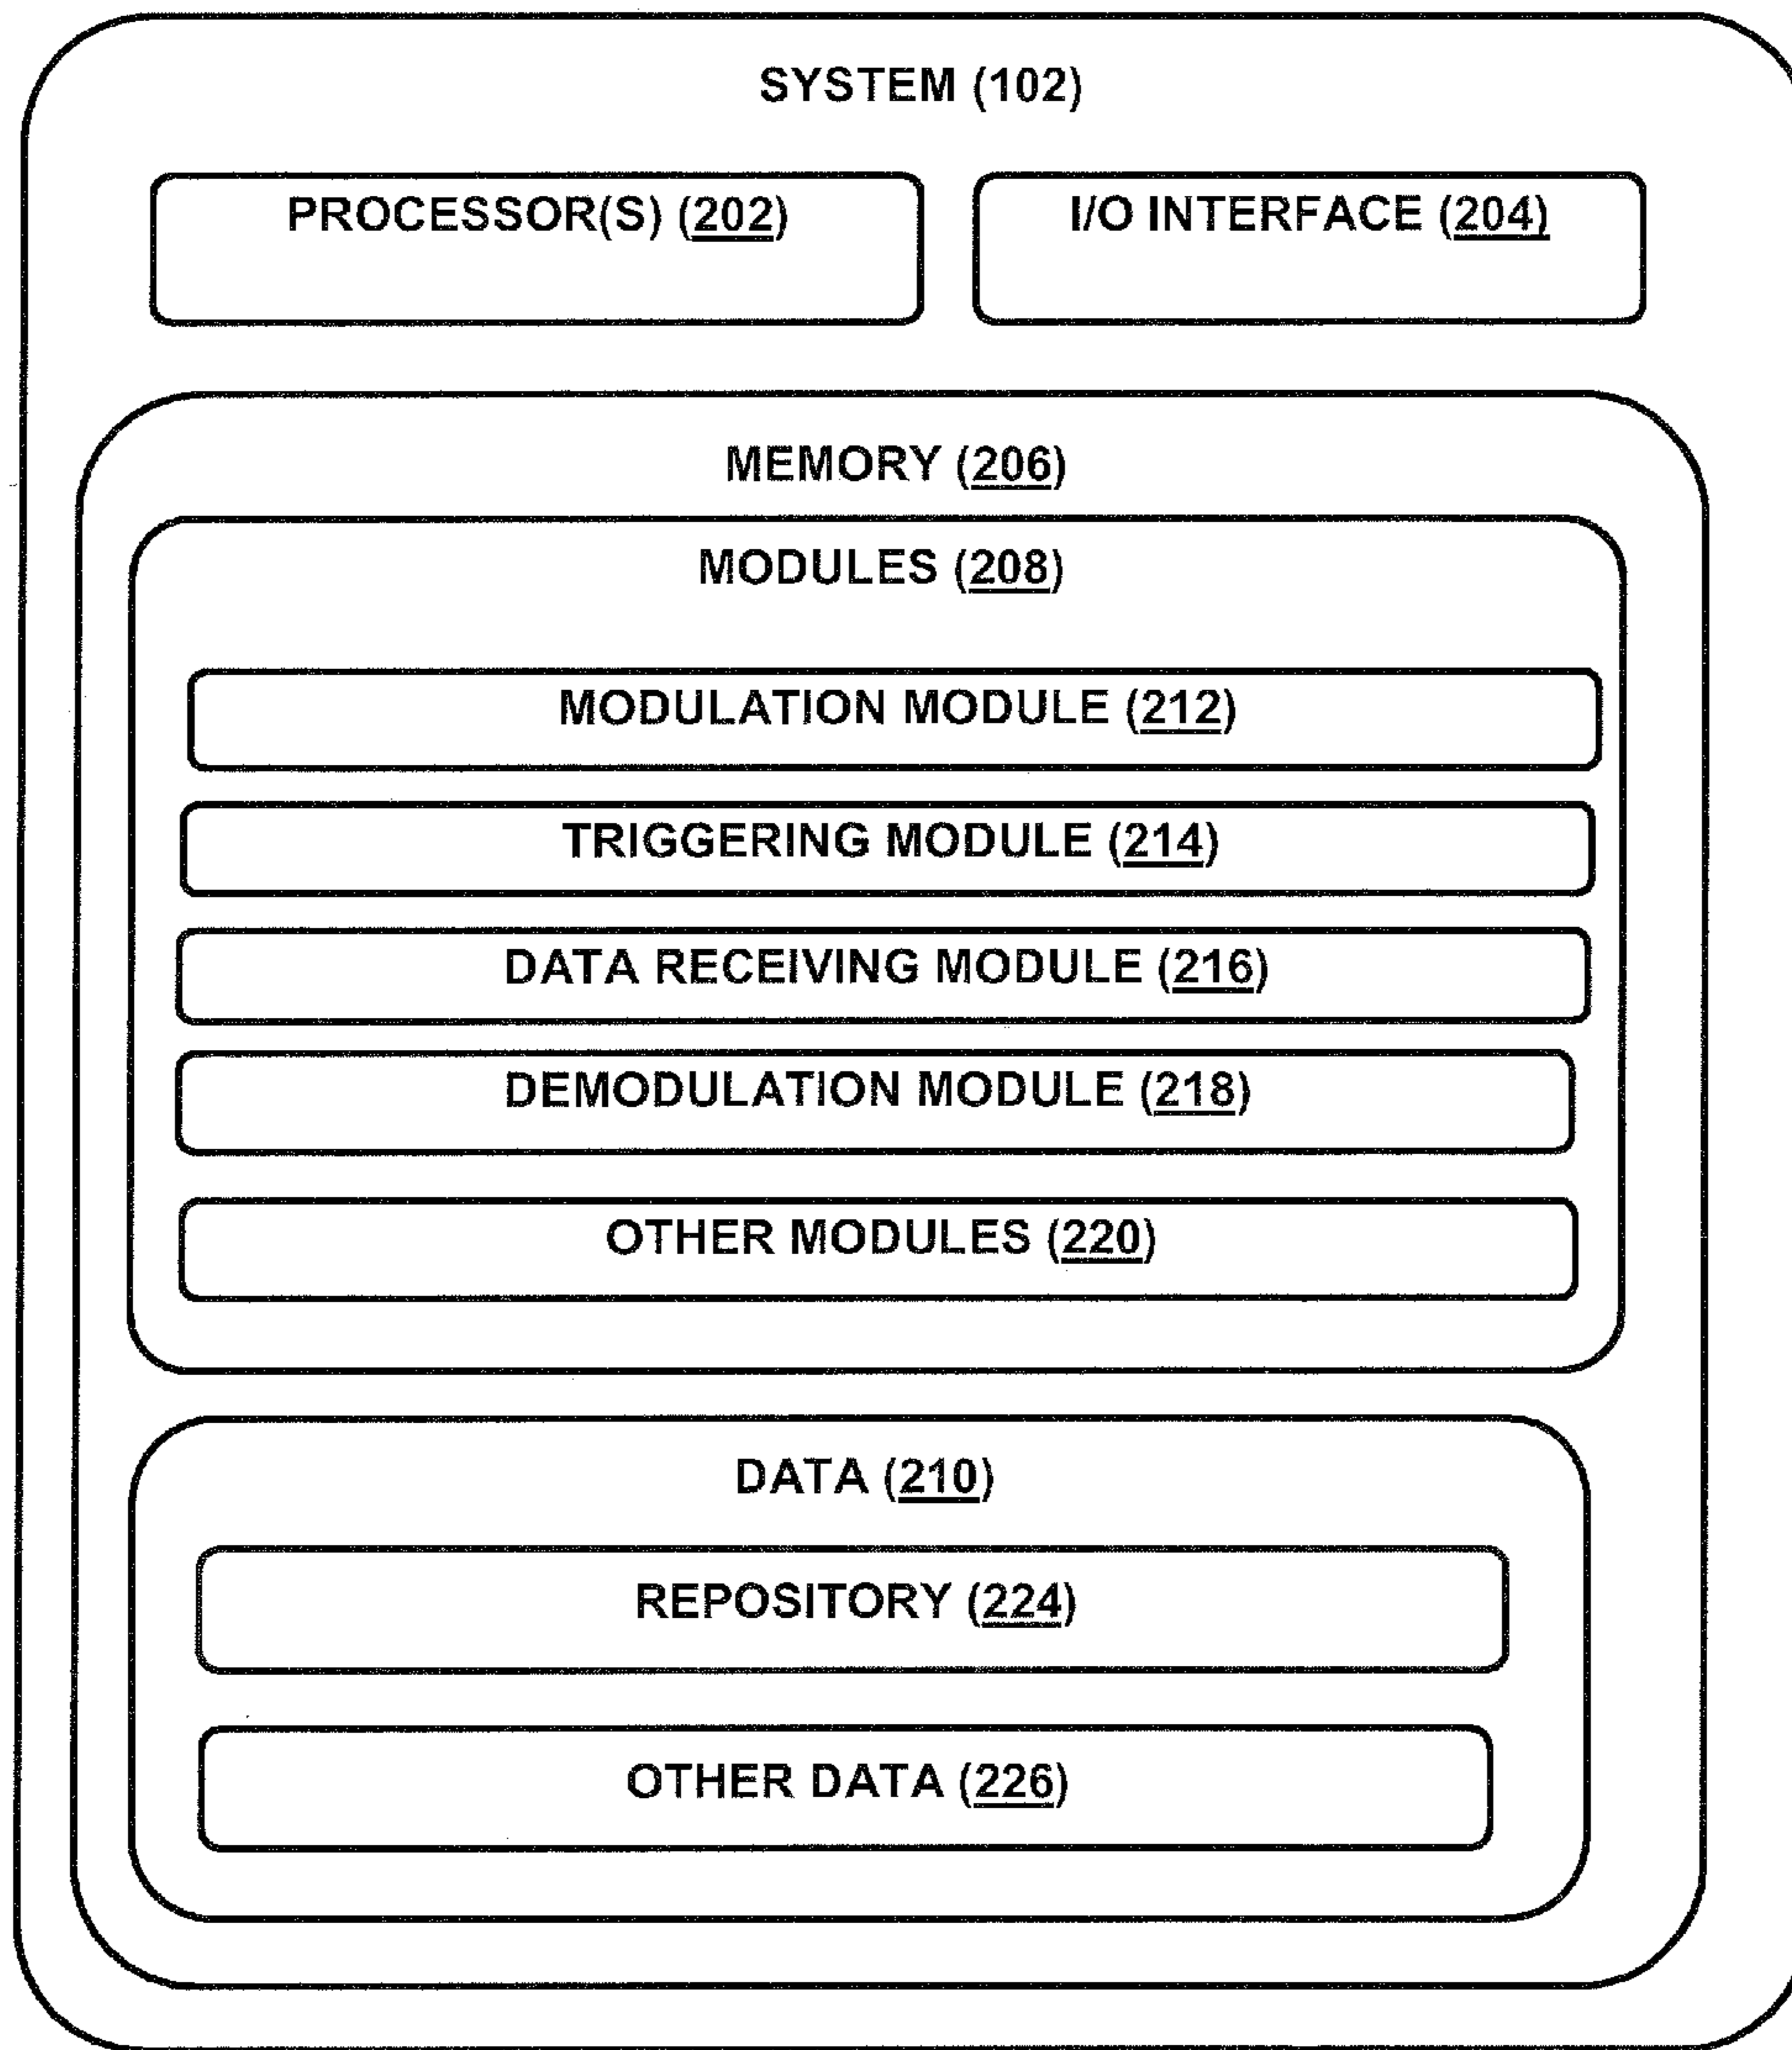 SYSTEM (102)
PROCESSOR(S) (202)
I/O INTERFACE (204)
MEMORY (206)
MODULES (208)
MODULATION MODULE (212)
TRIGGERING MODULE (214)
DATA RECEIVING MODULE (216)
DEMODULATION MODULE (218)
OTHER MODULES (220)
DATA (210)
REPOSITORY (224)
OTHER DATA (226)